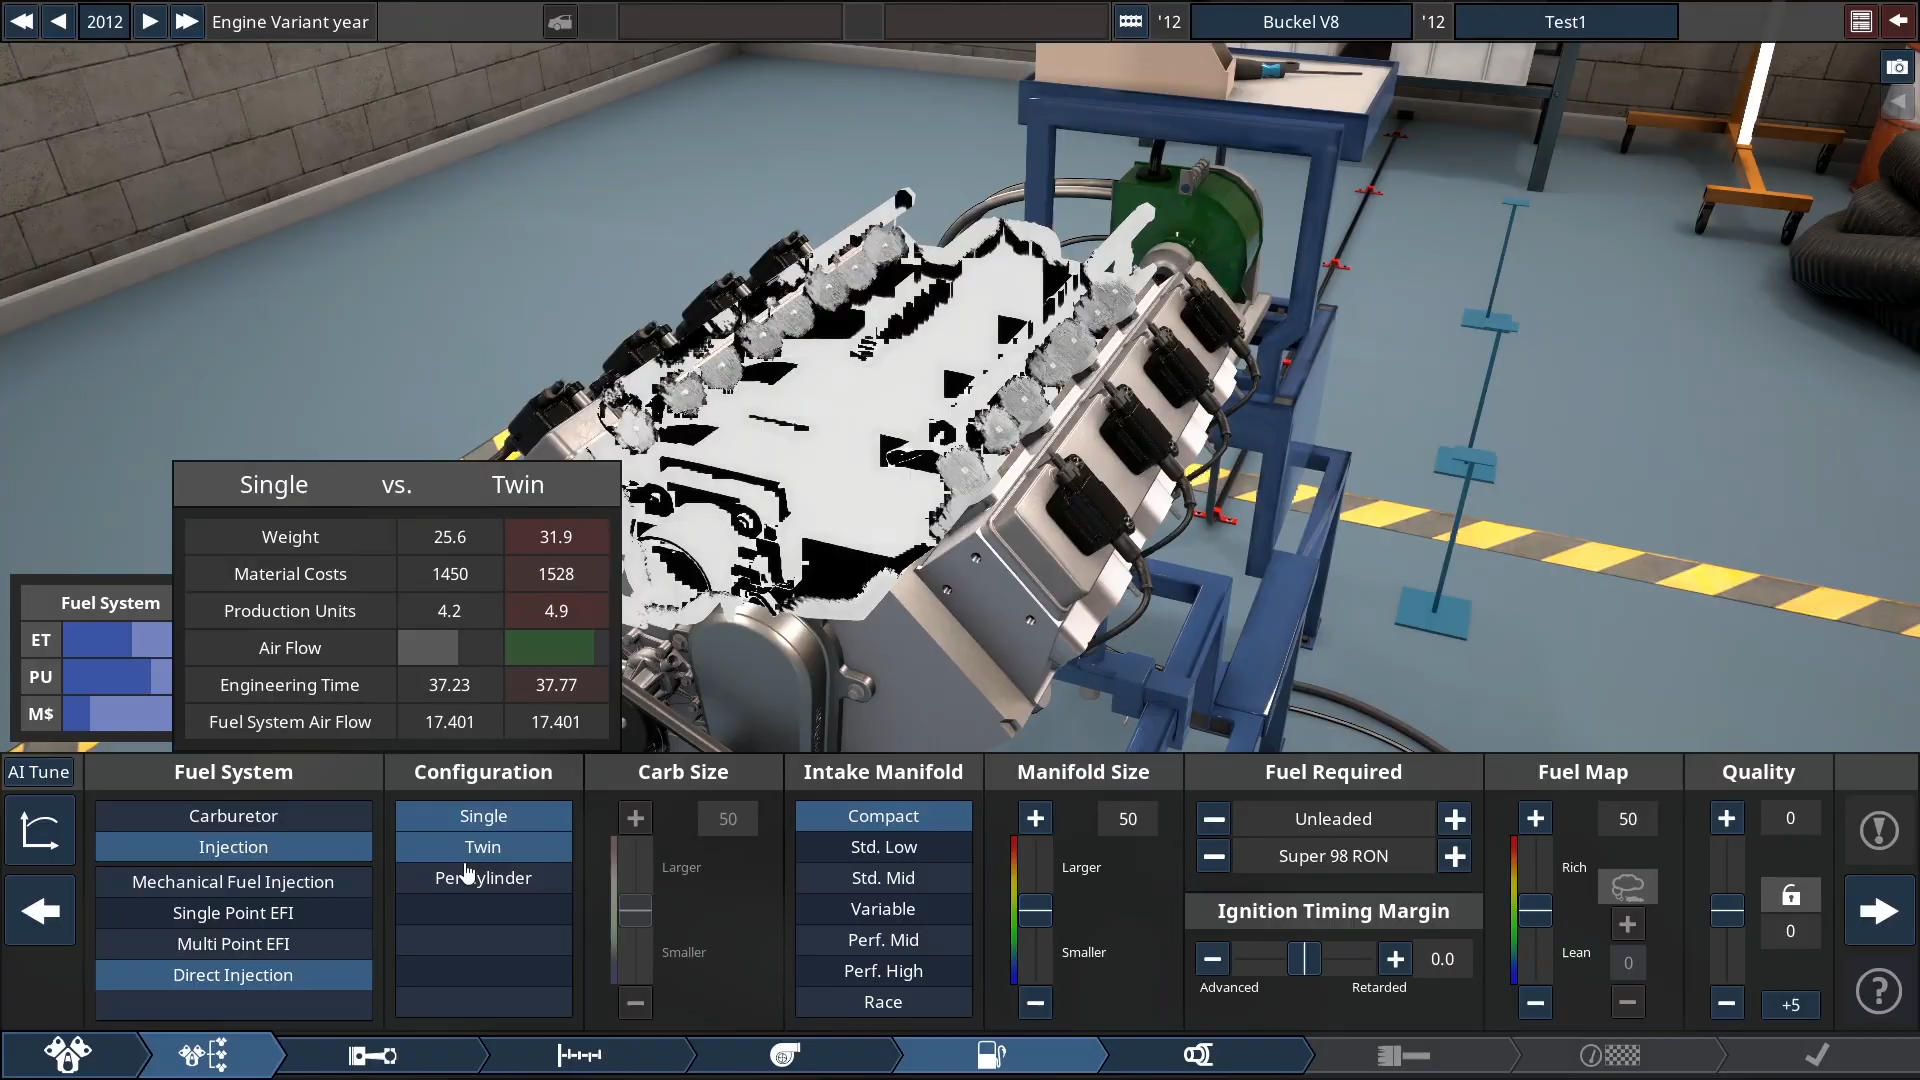 2012 Engine Variant year '12 Buckel V8 '12 Test1
Single vs. Twin
Weight 25.6 31.9
Material Costs 1450 1528
Production Units 4.2 4.9
Air Flow
Engineering Time 37.23 37.77
Fuel System Air Flow 17.401 17.401
Fuel System
ET
PU
M$
AI Tune
Fuel System
Carburetor
Injection
Mechanical Fuel Injection
Single Point EFI
Multi Point EFI
Direct Injection
Configuration
Single
Twin
Per Cylinder
Carb Size
50
Larger
Smaller
Intake Manifold
Compact
Std. Low
Std. Mid
Variable
Perf. Mid
Perf. High
Race
Manifold Size
50
Larger
Smaller
Fuel Required
Unleaded
Super 98 RON
Ignition Timing Margin
0.0
Advanced Retarded
Fuel Map
50
Rich
Lean
0
Quality
0
0
+5